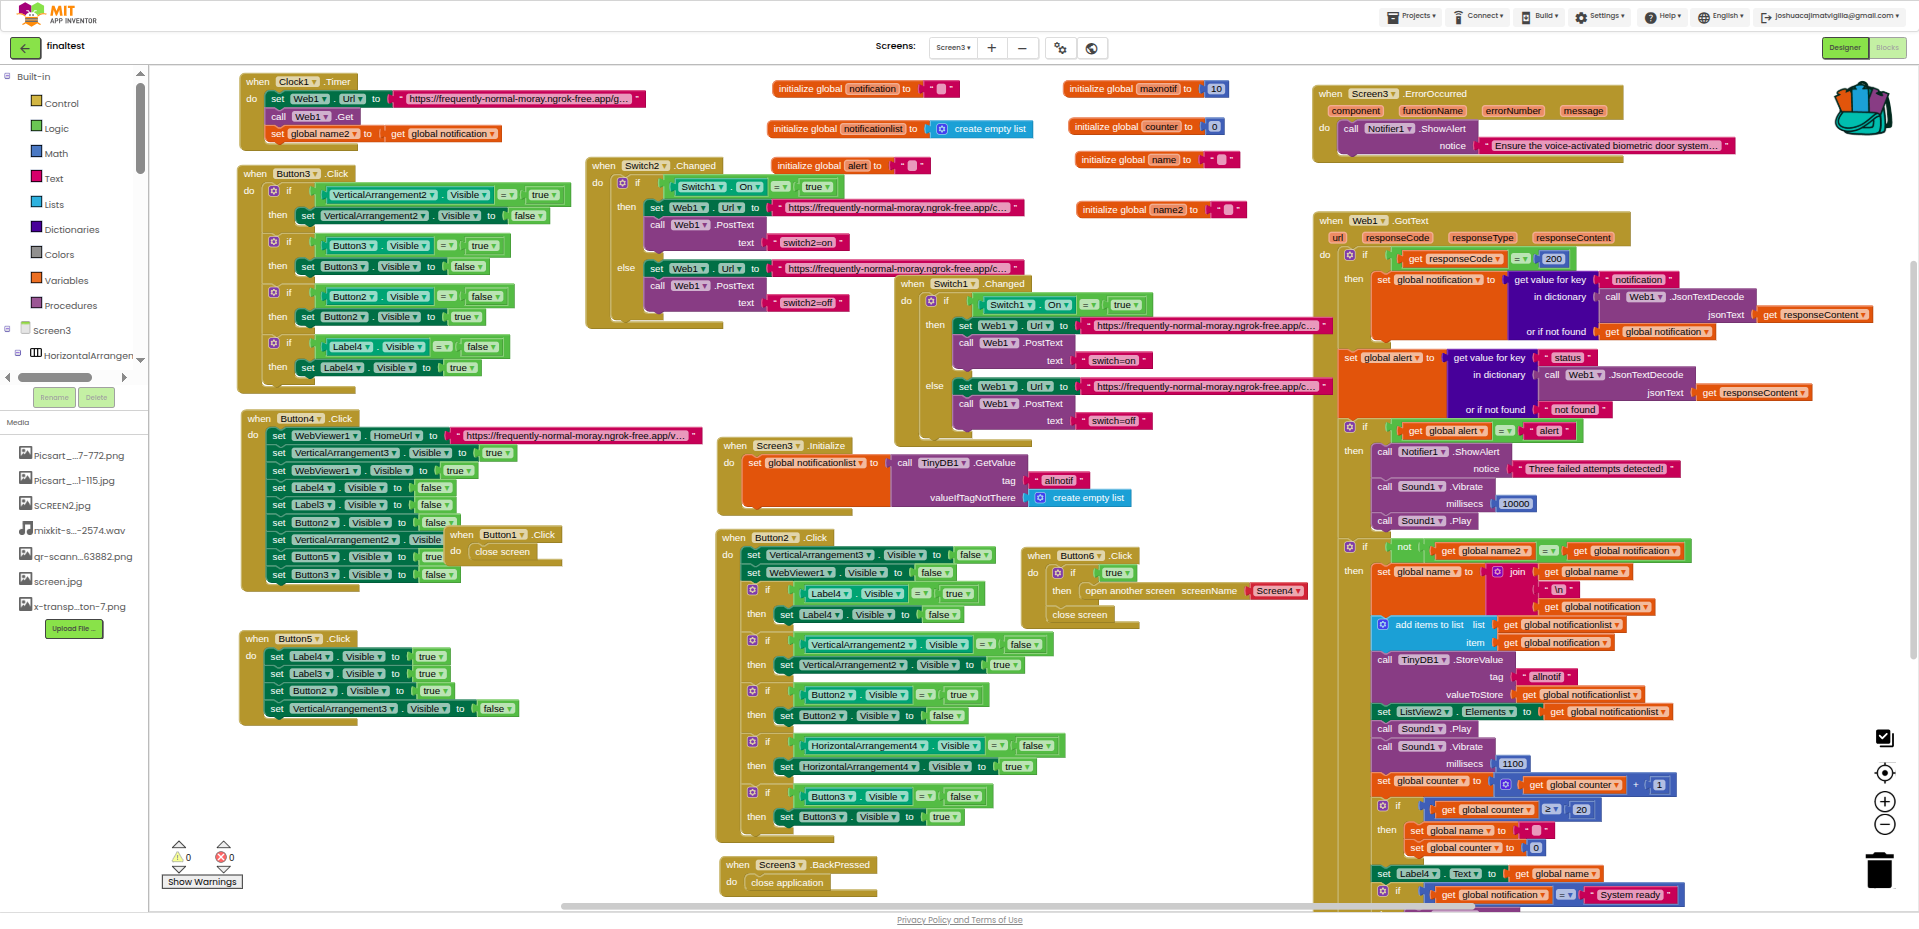 MIT
APP INVENTOR
Projects
Connect
Build
Settings
Help
English
joshuacajimatvigilia@gmail.com
finaltest
Screens:
Screen3
+
−
Designer
Blocks
Built-in
Control
Logic
Math
Text
Lists
Dictionaries
Colors
Variables
Procedures
Screen3
HorizontalArrangen
Rename
Delete
Media
Picsart_...7-772.png
Picsart_...1-115.jpg
SCREEN2.jpg
mixkit-s...-2574.wav
qr-scann...63882.png
screen.jpg
x-transp...ton-7.png
Upload File ...
when Clock1 .Timer
do set Web1 . Url to " https://frequently-normal-moray.ngrok-free.app/g... "
call Web1 .Get
set global name2 to get global notification
when Button3 .Click
do if VerticalArrangement2 . Visible = true
then set VerticalArrangement2 . Visible to false
if Button3 . Visible = true
then set Button3 . Visible to false
if Button2 . Visible = false
then set Button2 . Visible to true
if Label4 . Visible = false
then set Label4 . Visible to true
when Button4 .Click
do set WebViewer1 . HomeUrl to " https://frequently-normal-moray.ngrok-free.app/v... "
set VerticalArrangement3 . Visible to true
set WebViewer1 . Visible to true
set Label4 . Visible to false
set Label3 . Visible to false
set Button2 . Visible to false
set VerticalArrangement2 . Visible
set Button5 . Visible to true
set Button3 . Visible to false
when Button1 .Click
do close screen
when Button5 .Click
do set Label4 . Visible to true
set Label3 . Visible to true
set Button2 . Visible to true
set VerticalArrangement3 . Visible to false
0
0
Show Warnings
initialize global notification to " "
initialize global notificationlist to create empty list
initialize global alert to " "
initialize global maxnotif to 10
initialize global counter to 0
initialize global name to " "
initialize global name2 to " "
when Switch2 .Changed
do if Switch1 . On = true
then set Web1 . Url to " https://frequently-normal-moray.ngrok-free.app/c... "
call Web1 .PostText
text " switch2=on "
else set Web1 . Url to " https://frequently-normal-moray.ngrok-free.app/c... "
call Web1 .PostText
text " switch2=off "
when Switch1 .Changed
do if Switch1 . On = true
then set Web1 . Url to " https://frequently-normal-moray.ngrok-free.app/c... "
call Web1 .PostText
text " switch=on "
else set Web1 . Url to " https://frequently-normal-moray.ngrok-free.app/c... "
call Web1 .PostText
text " switch=off "
when Screen3 .Initialize
do set global notificationlist to call TinyDB1 .GetValue
tag " allnotif "
valueIfTagNotThere create empty list
when Button2 .Click
do set VerticalArrangement3 . Visible to false
set WebViewer1 . Visible to false
if Label4 . Visible = true
then set Label4 . Visible to false
if VerticalArrangement2 . Visible = false
then set VerticalArrangement2 . Visible to true
if Button2 . Visible = true
then set Button2 . Visible to false
if HorizontalArrangement4 . Visible = false
then set HorizontalArrangement4 . Visible to true
if Button3 . Visible = false
then set Button3 . Visible to true
when Button6 .Click
do if true
then open another screen screenName Screen4
close screen
when Screen3 .BackPressed
do close application
when Screen3 .ErrorOccurred
component functionName errorNumber message
do call Notifier1 .ShowAlert
notice " Ensure the voice-activated biometric door system... "
when Web1 .GotText
url responseCode responseType responseContent
do if get responseCode = 200
then set global notification to get value for key " notification "
in dictionary call Web1 .JsonTextDecode
jsonText get responseContent
or if not found get global notification
set global alert to get value for key " status "
in dictionary call Web1 .JsonTextDecode
jsonText get responseContent
or if not found " not found "
if get global alert = " alert "
then call Notifier1 .ShowAlert
notice " Three failed attempts detected! "
call Sound1 .Vibrate
millisecs 10000
call Sound1 .Play
if not get global name2 = get global notification
then set global name to join get global name
" \n "
get global notification
add items to list list get global notificationlist
item get global notification
call TinyDB1 .StoreValue
tag " allnotif "
valueToStore get global notificationlist
set ListView2 . Elements to get global notificationlist
call Sound1 .Play
call Sound1 .Vibrate
millisecs 1100
set global counter to get global counter + 1
if get global counter ≥ 20
then set global name to " "
set global counter to 0
set Label4 . Text to get global name
if get global notification = " System ready "
Privacy Policy and Terms of Use